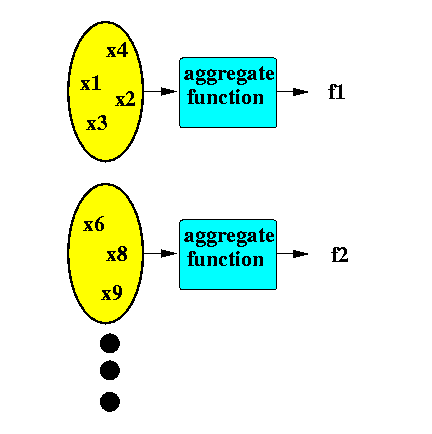 x4
x1
x2
x3
aggregate
function
f1
x6
x8
x9
aggregate
function
f2